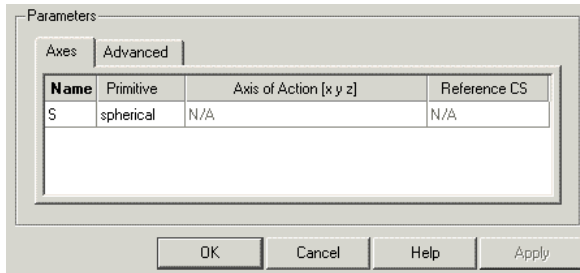 Parameters
Axes Advanced
Name Primitive Axis of Action [x y z] Reference CS
S spherical N/A N/A
OK Cancel Help Apply